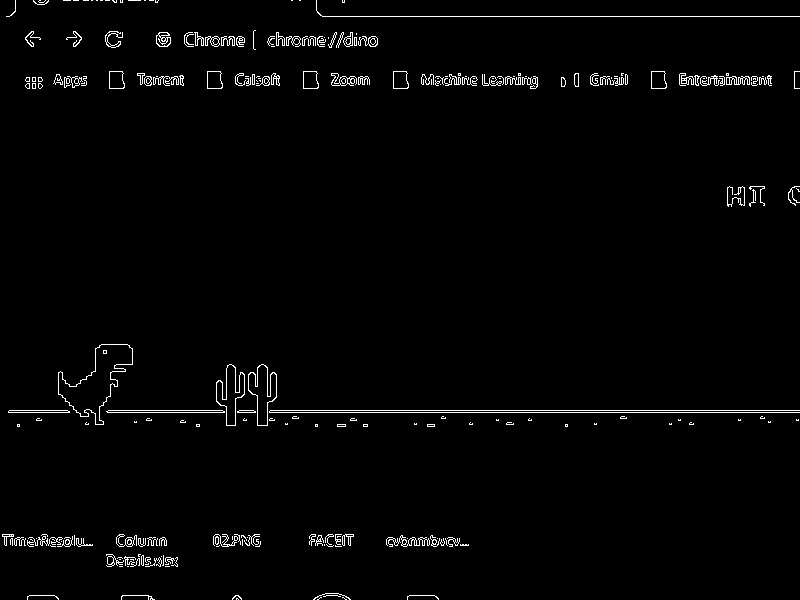 Chrome | chrome://dino
Apps Torrent Calsoft Zoom Machine Learning Gmail Entertainment
HI
TimerResolu... Column Details.xlsx 02.PNG FACEIT cvbnmbvcv...